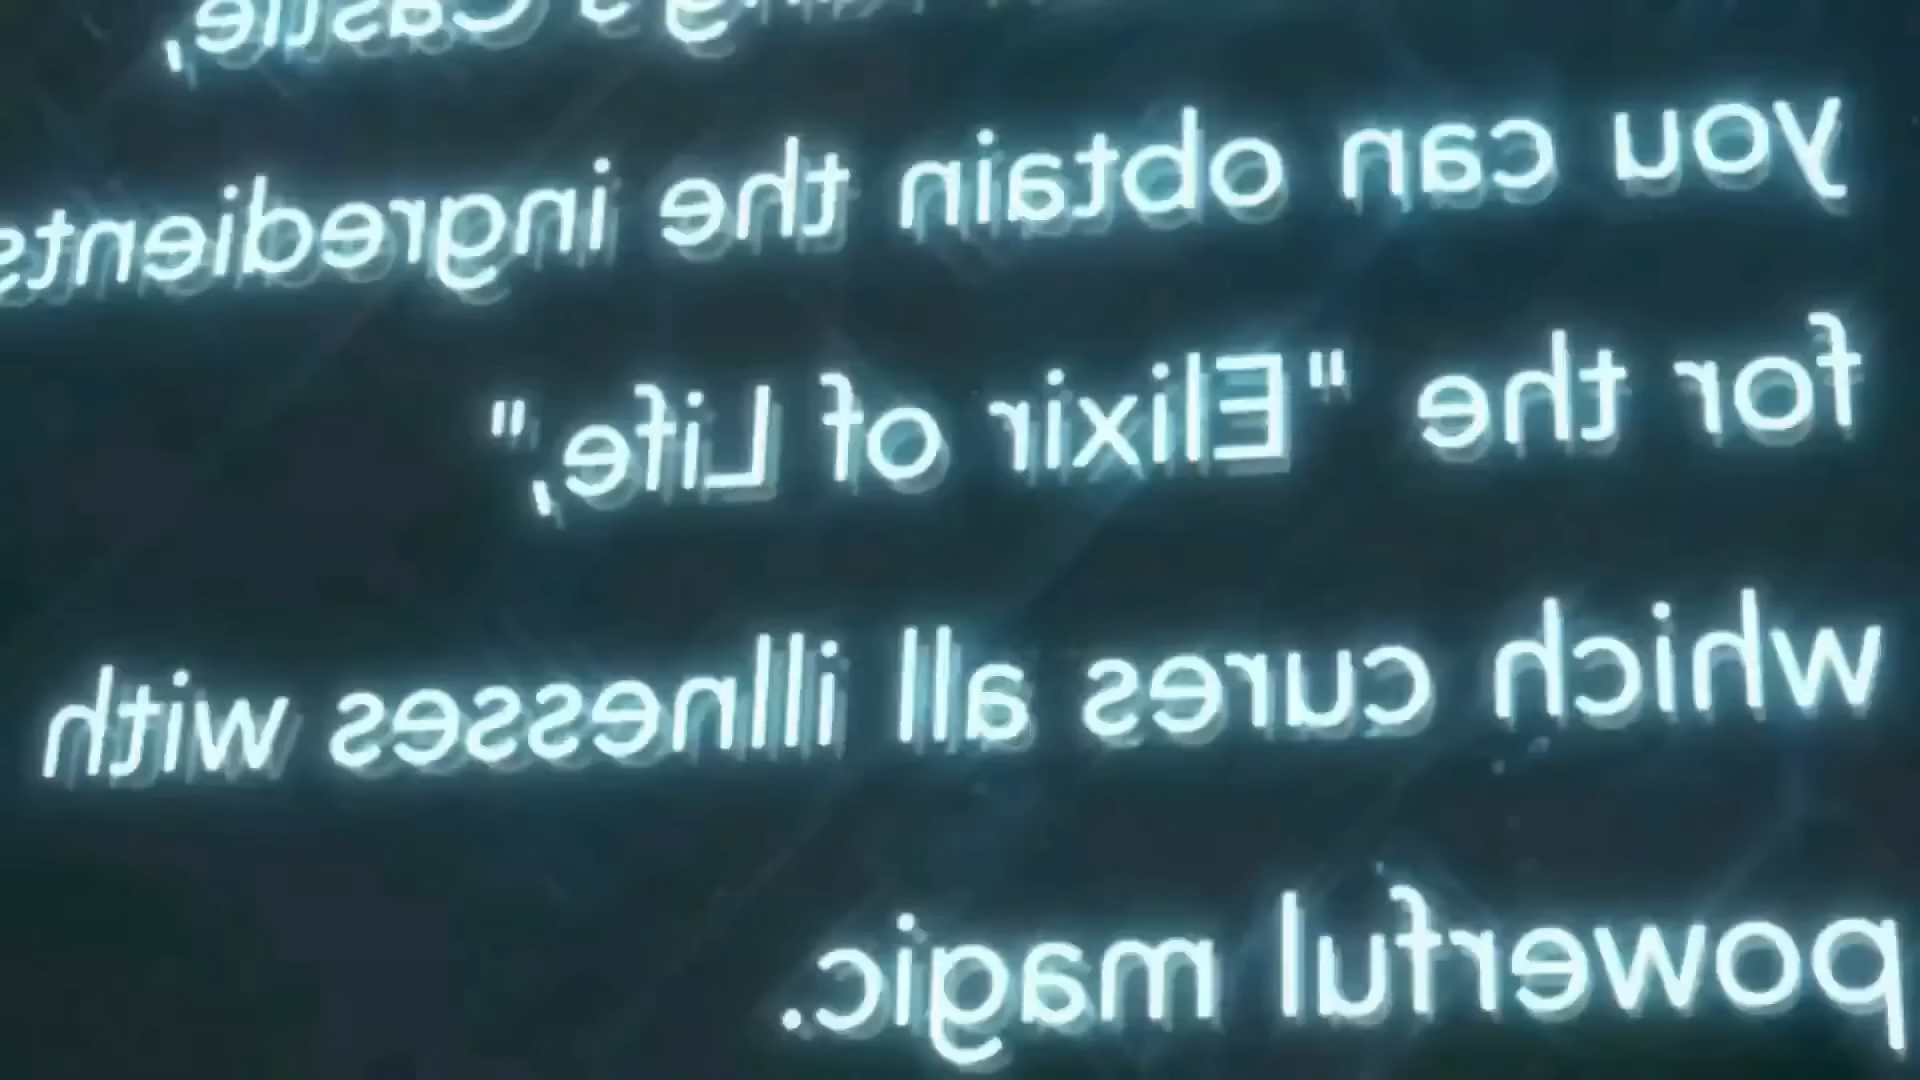 's Castle,
you can obtain the ingredients
for the "Elixir of Life,"
which cures all illnesses with
powerful magic.